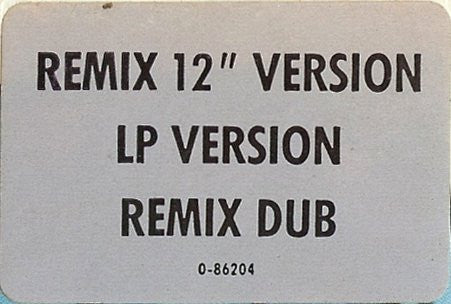 REMIX 12" VERSION
LP VERSION
REMIX DUB
0-86204